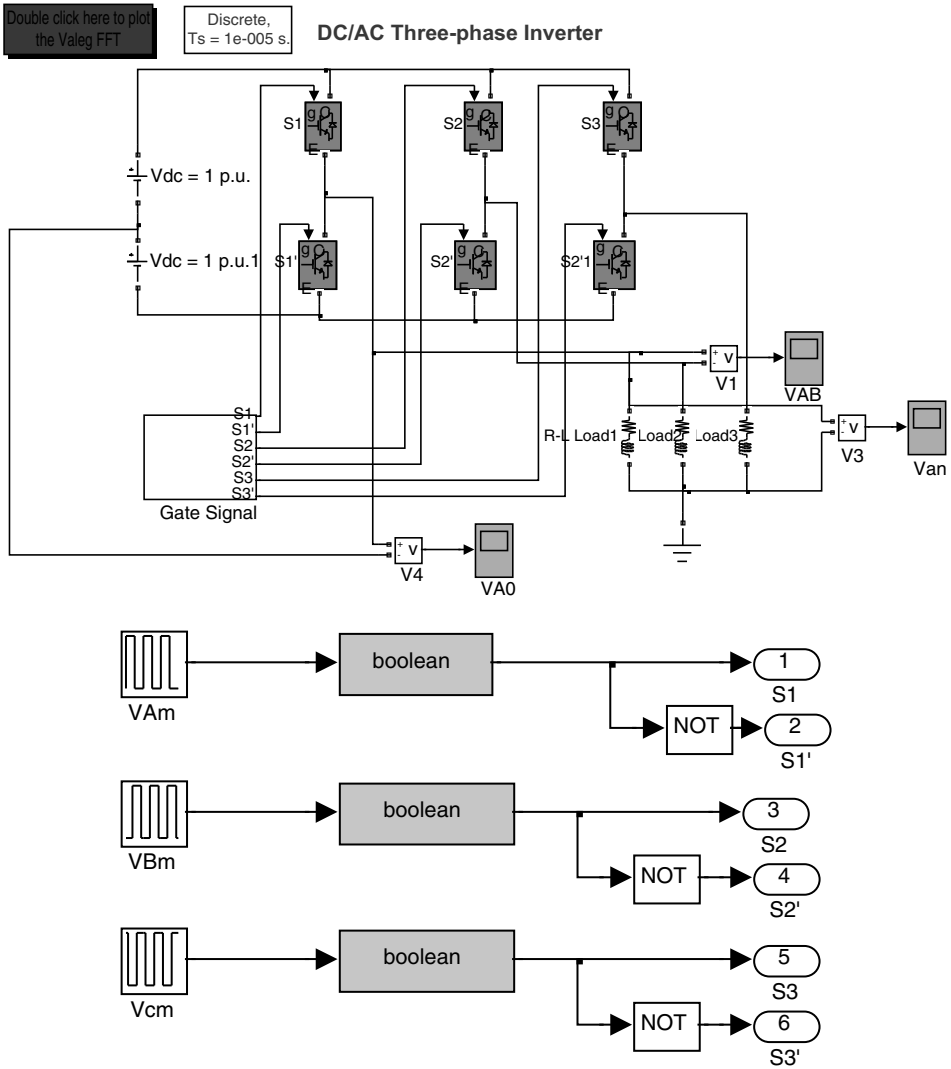 Double click here to plot
the Valeg FFT
Discrete,
Ts = 1e-005 s.
DC/AC Three-phase Inverter
S1
g C
E
S2
g C
E
S3
g C
E
Vdc = 1 p.u.
Vdc = 1 p.u.1
S1'
g C
E
S2'
g C
E
S2'1
g C
E
+
-
v
V1
VAB
S1
S1'
S2
S2'
S3
S3'
Gate Signal
R-L Load1
Load2
Load3
+
-
v
V3
Van
+
-
v
V4
VA0
VAm
boolean
1
S1
NOT
2
S1'
VBm
boolean
3
S2
NOT
4
S2'
Vcm
boolean
5
S3
NOT
6
S3'